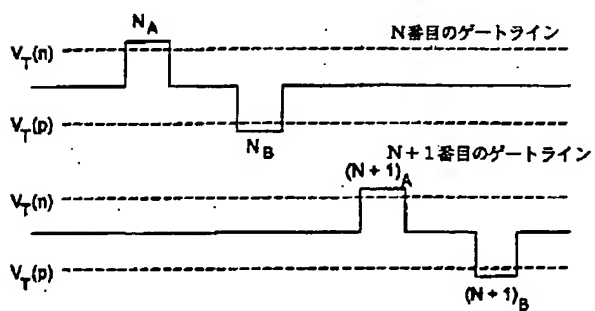 N_A
N番目のゲートライン
V_T(n)
V_T(p)
N_B
N+1番目のゲートライン
(N+1)_A
V_T(n)
V_T(p)
(N+1)_B